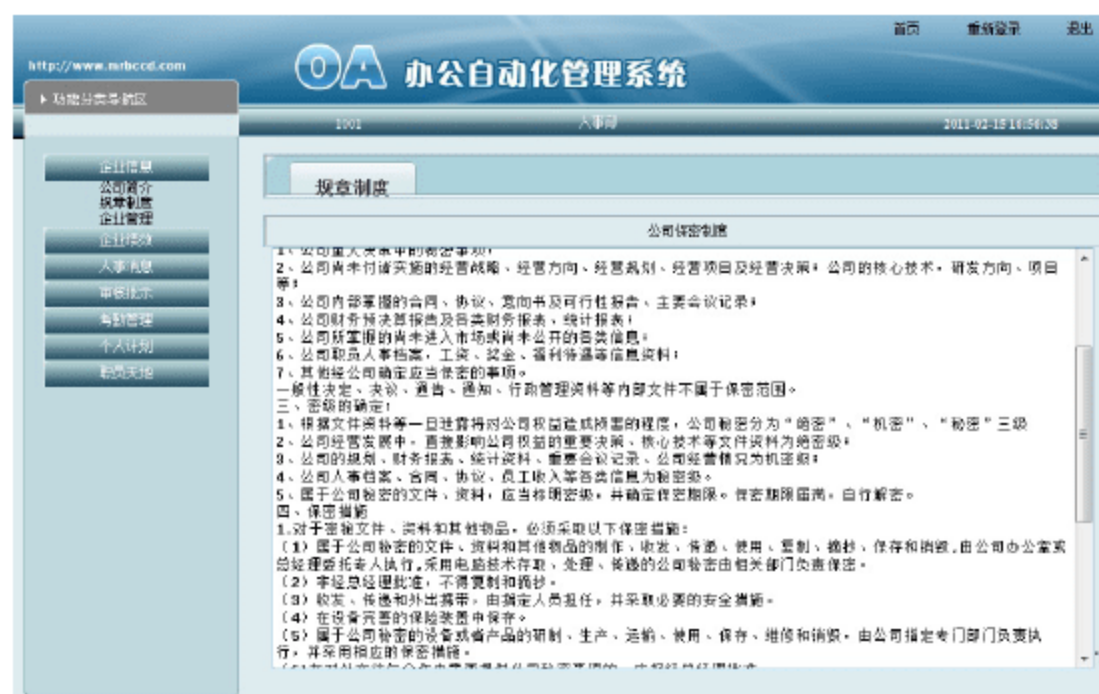 首页 重新登录 退出
http://www.mrbccd.com
OA 办公自动化管理系统
功能分类导航区
1001 人事部 2011-02-15 16:56:38
企业信息
公司简介
规章制度
企业管理
企业绩效
人事消息
审核批示
考勤管理
个人计划
职员天地
规章制度
公司保密制度
1、公司重大决策中的秘密事项;
2、公司尚未付诸实施的经营战略、经营方向、经营规划、经营项目及经营决策;公司的核心技术,研发方向、项目
等;
3、公司内部掌握的合同、协议、意向书及可行性报告、主要会议记录;
4、公司财务预决算报告及各类财务报表、统计报表;
5、公司所掌握的尚未进入市场或尚未公开的各类信息;
6、公司职员人事档案,工资、奖金、福利待遇等信息资料;
7、其他经公司确定应当保密的事项。
一般性决定、决议、通告、通知、行政管理资料等内部文件不属于保密范围。
三、密级的确定:
1、根据文件资料等一旦泄露将对公司权益造成损害的程度,公司秘密分为“绝密”、“机密”、“秘密”三级
2、公司经营发展中,直接影响公司权益的重要决策、核心技术等文件资料为绝密级;
3、公司的规划、财务报表、统计资料、重要会议记录、公司经营情况为机密级;
4、公司人事档案、合同、协议、员工收入等各类信息为秘密级。
5、属于公司秘密的文件、资料,应当标明密级,并确定保密期限。保密期限届满,自行解密。
四、保密措施
1.对于密级文件、资料和其他物品,必须采取以下保密措施:
(1)属于公司秘密的文件、资料和其他物品的制作、收发、传递、使用、复制、摘抄、保存和销毁,由公司办公室或
总经理委托专人执行,采用电脑技术存取、处理、传递的公司秘密由相关部门负责保密。
(2)非经总经理批准,不得复制和摘抄。
(3)收发、传递和外出携带,由指定人员担任,并采取必要的安全措施。
(4)在设备完善的保险装置中保存。
(5)属于公司秘密的设备或者产品的研制、生产、运输、使用、保存、维修和销毁,由公司指定专门部门负责执
行,并采用相应的保密措施。